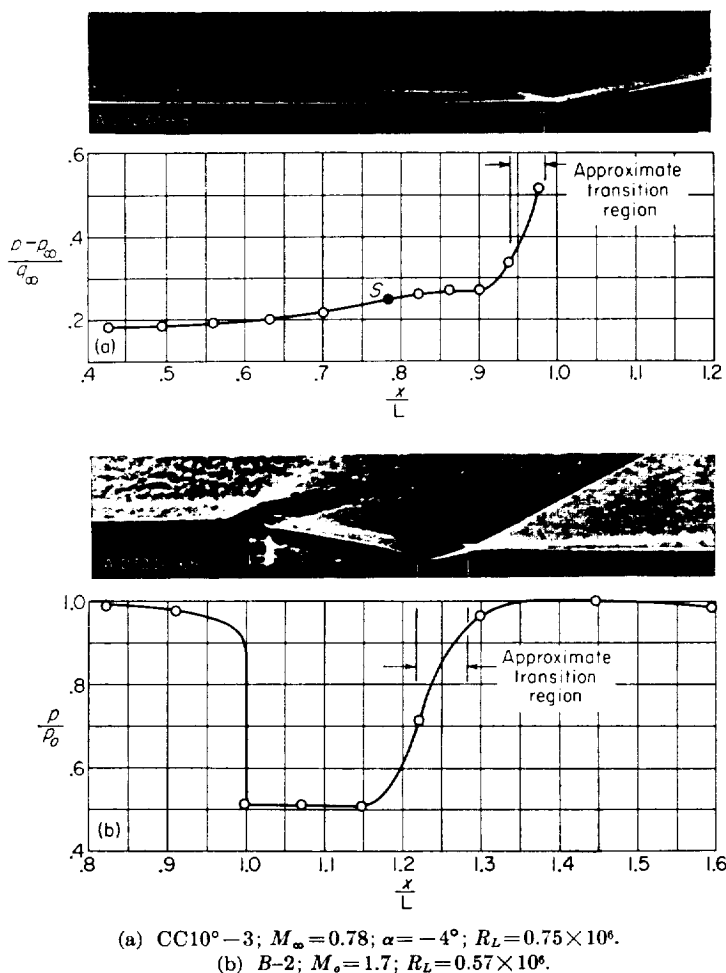 .6
Approximate
transition
region
.4
p−p∞
q∞
S
.2
(a)
.4 .5 .6 .7 .8 .9 1.0 1.1 1.2
x
L
1.0
Approximate
transition
region
.8
p
p₀
.6
(b)
.4
.8 .9 1.0 1.1 1.2 1.3 1.4 1.5 1.6
x
L
(a) CC10°−3; M∞=0.78; α=−4°; R_L=0.75×10⁶.
(b) B−2; Mₒ=1.7; R_L=0.57×10⁶.